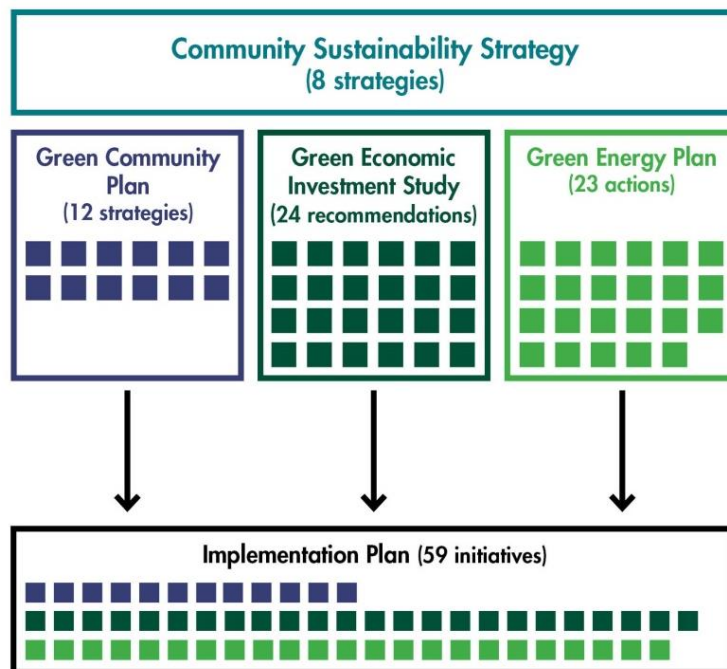 Community Sustainability Strategy
(8 strategies)
Green Community
Plan
(12 strategies)
Green Economic
Investment Study
(24 recommendations)
Green Energy Plan
(23 actions)
Implementation Plan (59 initiatives)